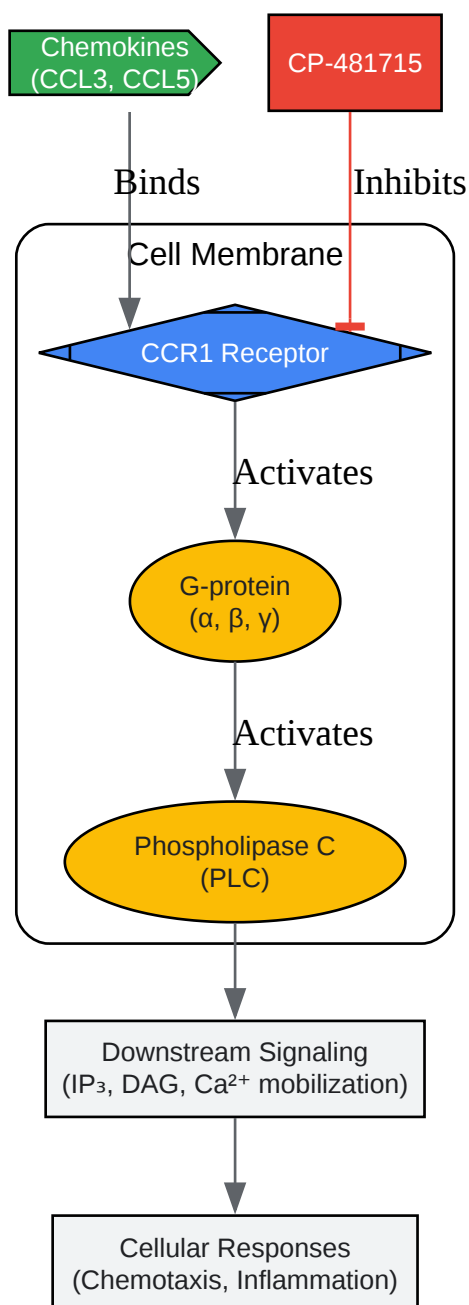 Chemokines
(CCL3, CCL5)
CP-481715
Binds
Inhibits
Cell Membrane
CCR1 Receptor
Activates
G-protein
(α, β, γ)
Activates
Phospholipase C
(PLC)
Downstream Signaling
(IP₃, DAG, Ca²⁺ mobilization)
Cellular Responses
(Chemotaxis, Inflammation)